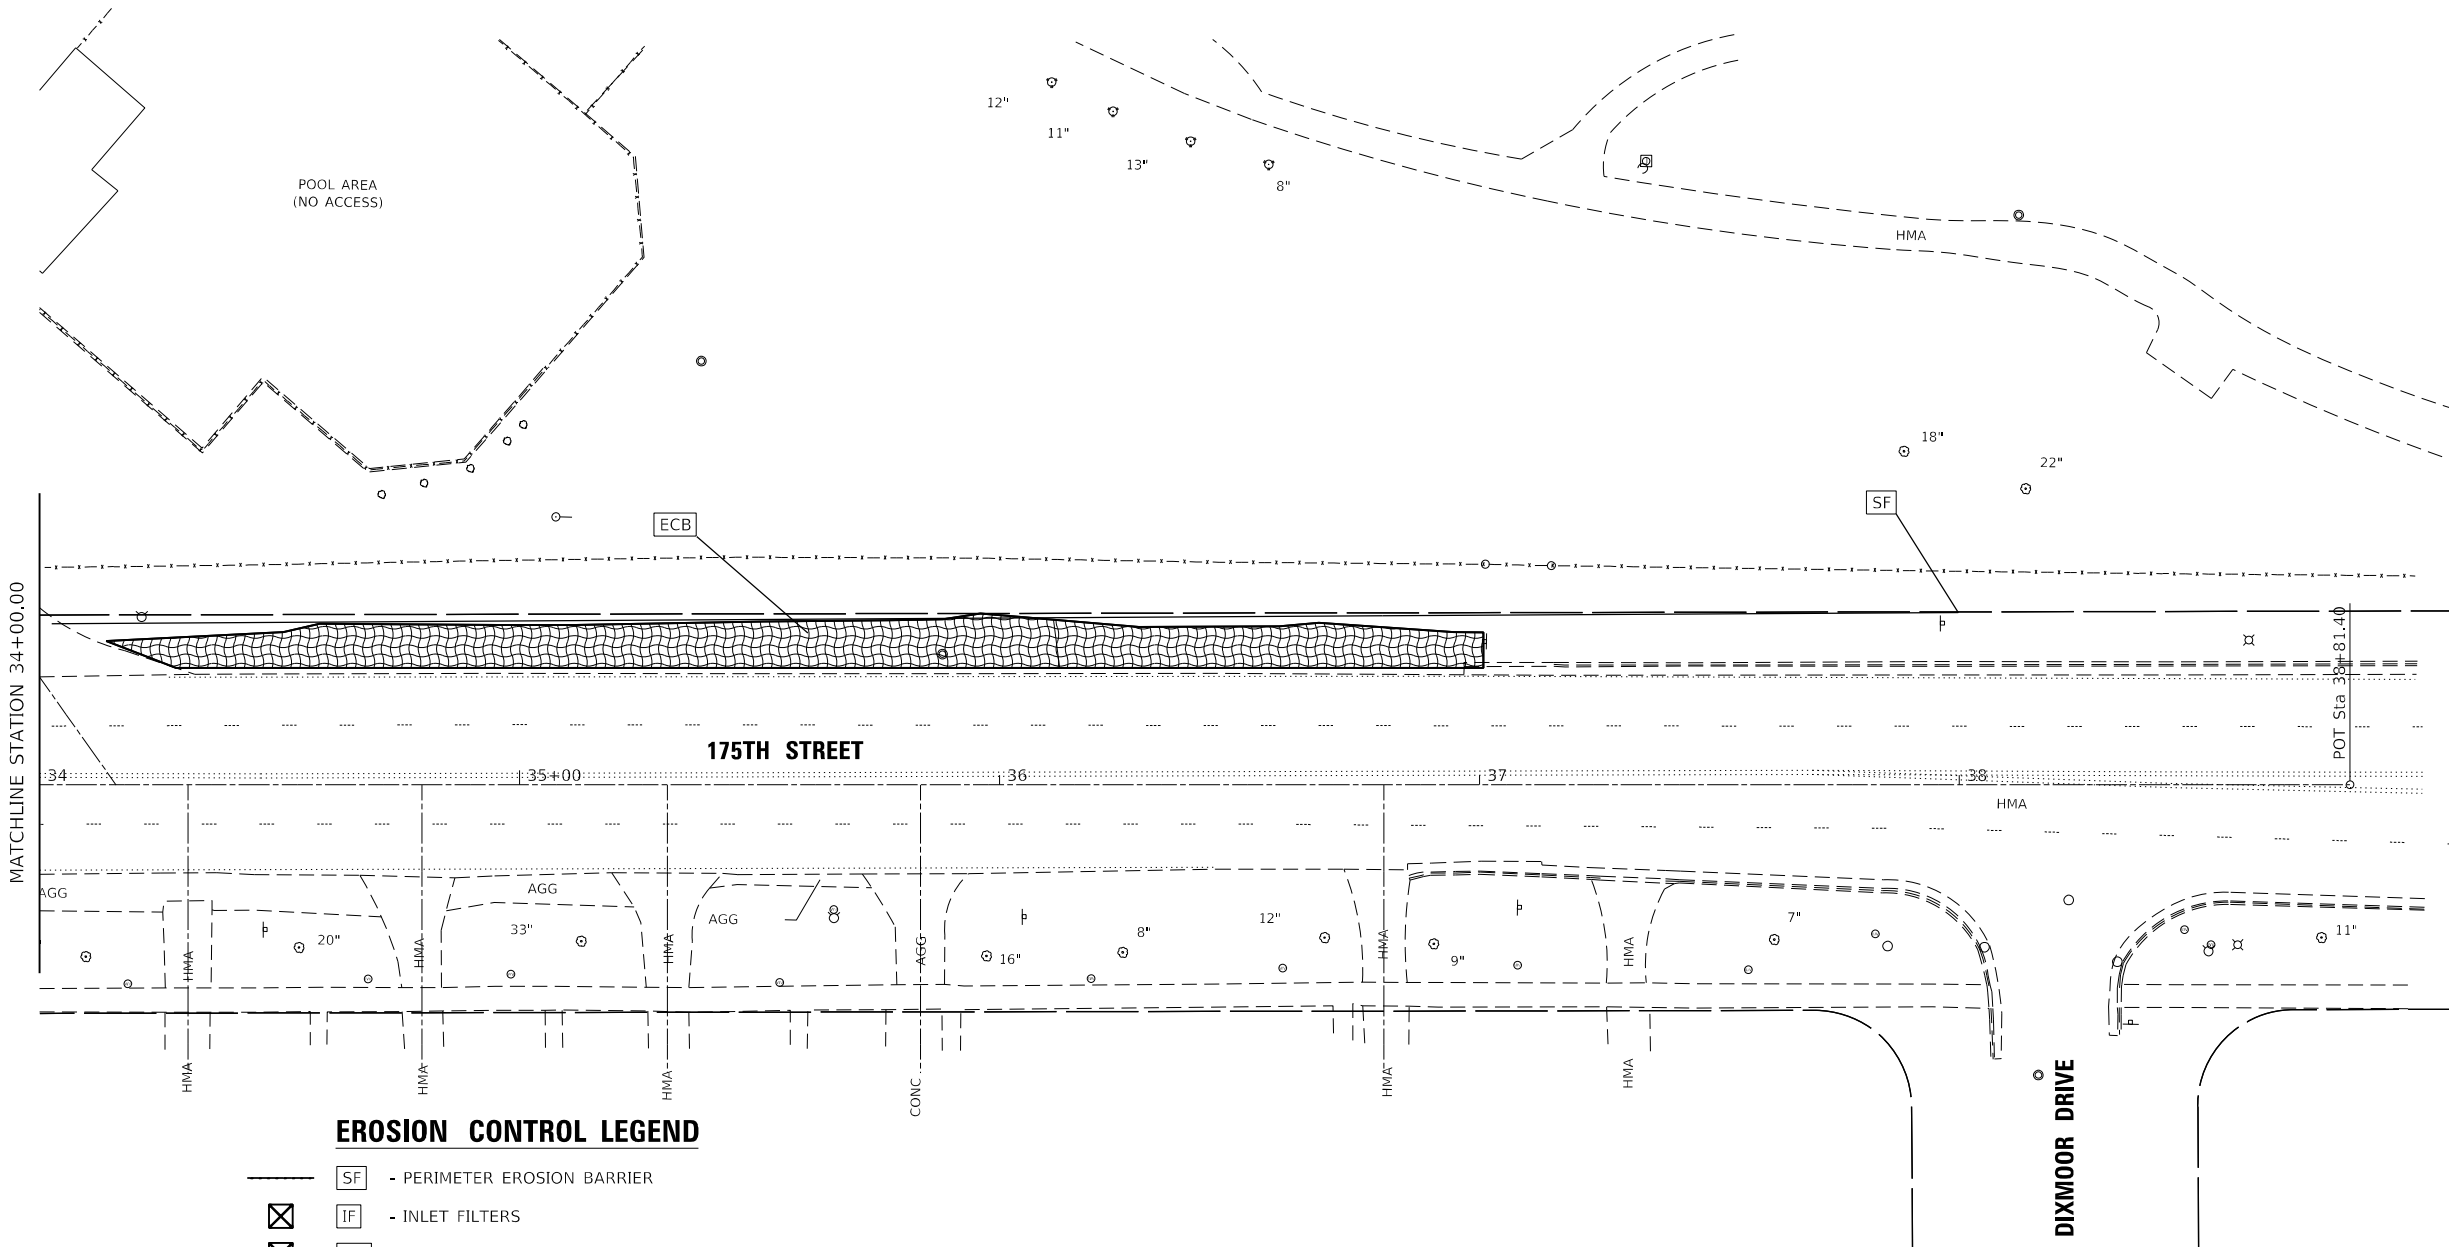 12"
11"
13"
8"
POOL AREA
(NO ACCESS)
HMA
18"
22"
SF
ECB
MATCHLINE STATION 34+00.00
POT Sta 38+81.40
175TH STREET
34
35+00
36
37
38
HMA
AGG
AGG
AGG
20"
33"
16"
8"
12"
9"
7"
11"
HMA
HMA
HMA
AGG
HMA
HMA
HMA
HMA
HMA
CONC
HMA
HMA
DIXMOOR DRIVE
EROSION CONTROL LEGEND
SF - PERIMETER EROSION BARRIER
IF - INLET FILTERS